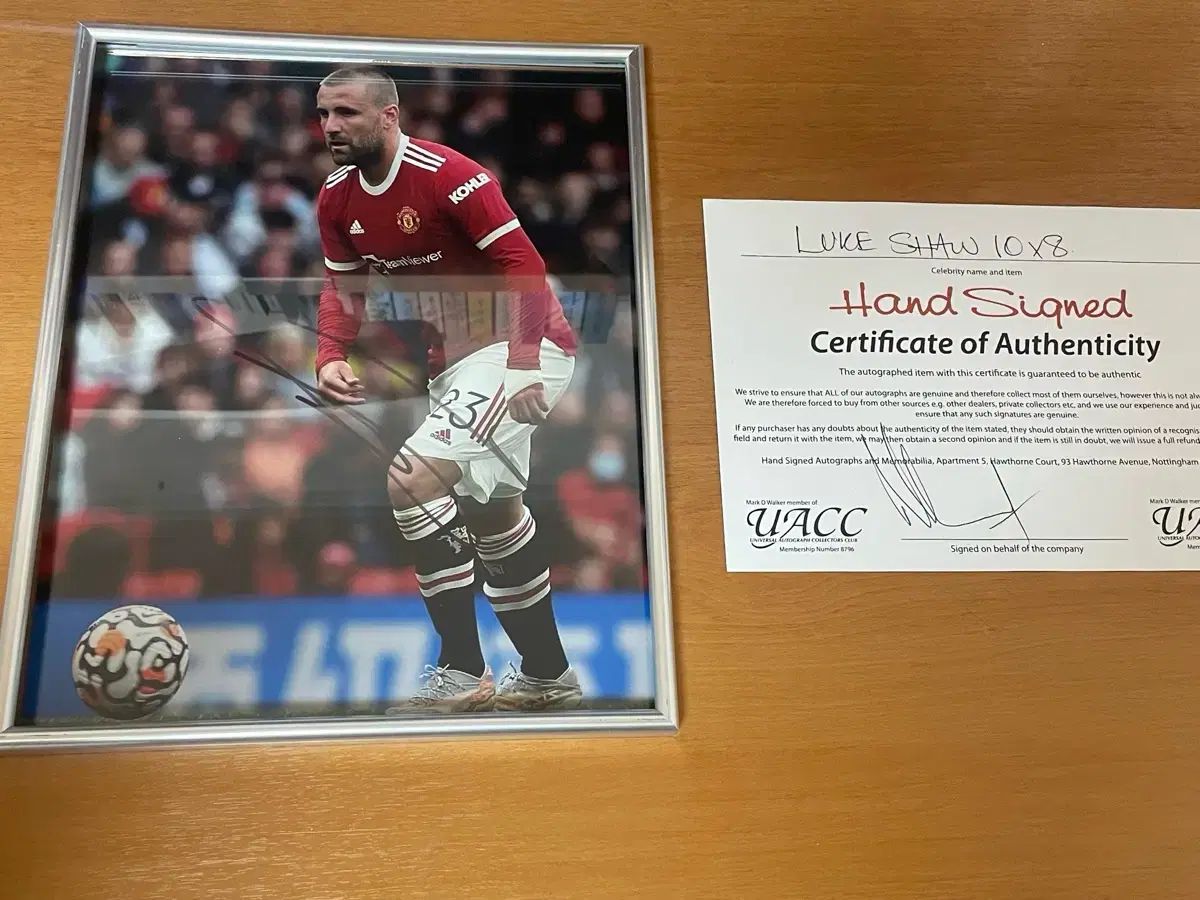 KOHLER
adidas
TeamViewer
23
adidas
LUKE SHAW 10x8.
Celebrity name and item
Hand Signed
Certificate of Authenticity
The autographed item with this certificate is guaranteed to be authentic
We strive to ensure that ALL of our autographs are genuine and therefore collect most of them ourselves, however this is not
We are therefore forced to buy from other sources e.g. other dealers, private collectors etc, and we use our experience and
ensure that any such signatures are genuine.
If any purchaser has any doubts about the authenticity of the item stated, they should obtain the written opinion of a
field and return it with the item, we may then obtain a second opinion and if the item is still in doubt, we will issue a full
Hand Signed Autographs and Memorabilia, Apartment 5, Hawthorne Court, 93 Hawthorne Avenue, Nottingham
Mark D Walker member of
UACC
UNIVERSAL AUTOGRAPH COLLECTORS CLUB
Membership Number 8796
Signed on behalf of the company
Mark D Walker